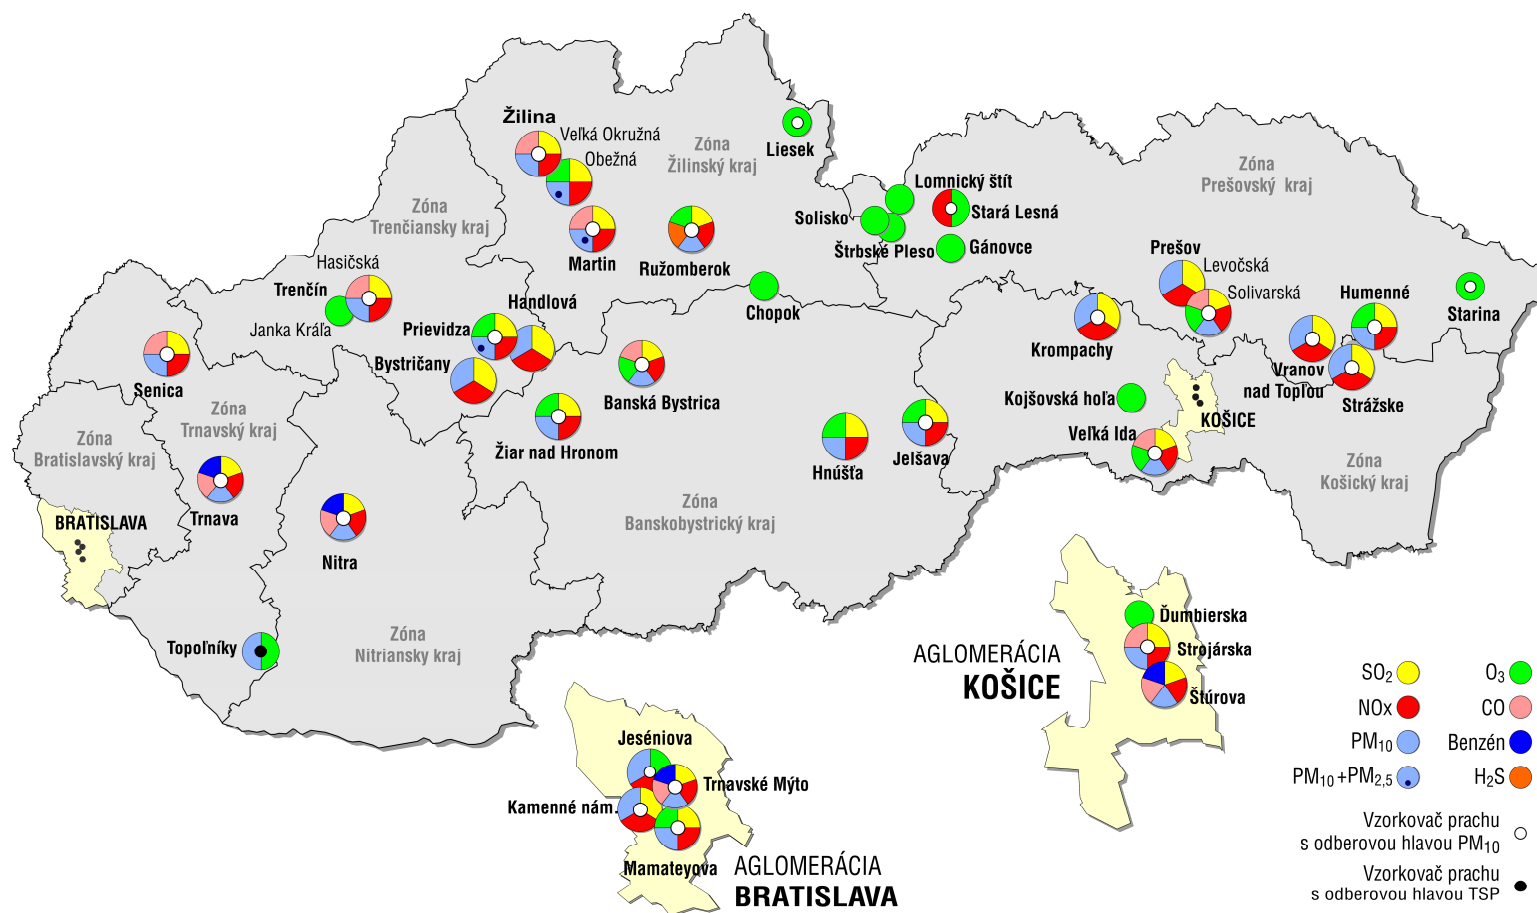 Žilina
Veľká Okružná
Obežná
Zóna
Žilinský kraj
Liesek
Zóna
Prešovský kraj
Lomnický štít
Solisko
Stará Lesná
Štrbské Pleso
Gánovce
Zóna
Trenčiansky kraj
Martin
Ružomberok
Prešov
Levočská
Solivarská
Hasičská
Trenčín
Janka Kráľa
Handlová
Chopok
Humenné
Starina
Prievidza
Bystričany
Krompachy
Vranov
nad Topľou
Strážske
Senica
Banská Bystrica
Kojšovská hoľa
KOŠICE
Zóna
Trnavský kraj
Zóna
Bratislavský kraj
Žiar nad Hronom
Hnúšťa
Jelšava
Veľká Ida
Zóna
Košický kraj
Trnava
BRATISLAVA
Nitra
Zóna
Banskobystrický kraj
Topoľníky
Zóna
Nitriansky kraj
Ďumbierska
Strojárska
Štúrova
AGLOMERÁCIA
KOŠICE
Jeséniova
Trnavské Mýto
Kamenné nám.
Mamateyova
AGLOMERÁCIA
BRATISLAVA
SO2
O3
NOx
CO
PM10
Benzén
PM10+PM2,5
H2S
Vzorkovač prachu
s odberovou hlavou PM10
Vzorkovač prachu
s odberovou hlavou TSP